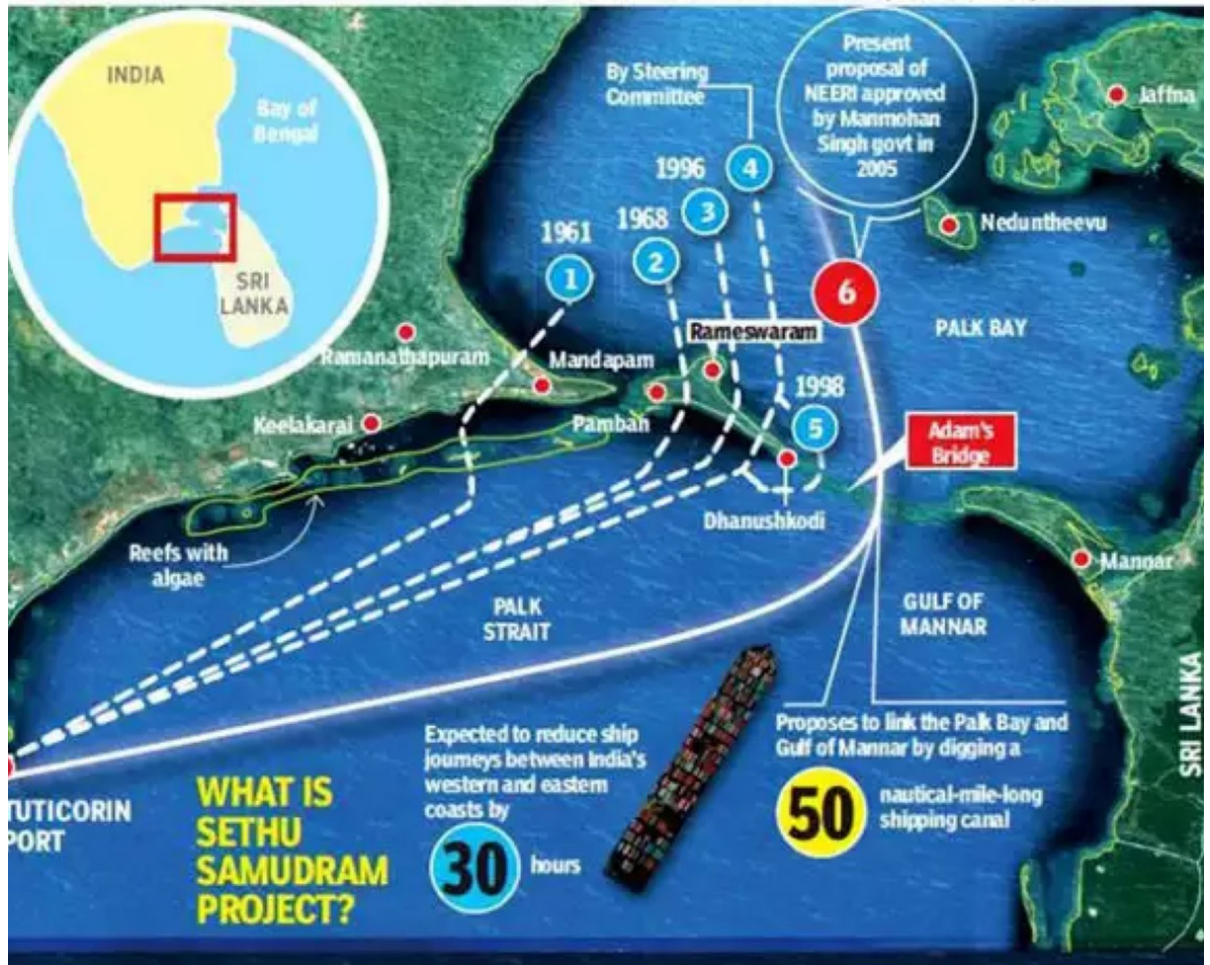 INDIA
Bay of
Bengal
SRI
LANKA
By Steering
Committee
Present
proposal of
NEERI approved
by Manmohan
Singh govt in
2005
Jaffna
Neduntheevu
1961
1
1968
2
1996
3
4
6
PALK BAY
Ramanathapuram
Mandapam
Rameswaram
Keelakarai
Pamban
1998
5
Adam's
Bridge
Dhanushkodi
Reefs with
algae
Mannar
PALK
STRAIT
GULF OF
MANNAR
SRI LANKA
TUTICORIN
PORT
WHAT IS
SETHU
SAMUDRAM
PROJECT?
Expected to reduce ship
journeys between India's
western and eastern
coasts by
30
hours
Proposes to link the Palk Bay and
Gulf of Mannar by digging a
50
nautical-mile-long
shipping canal